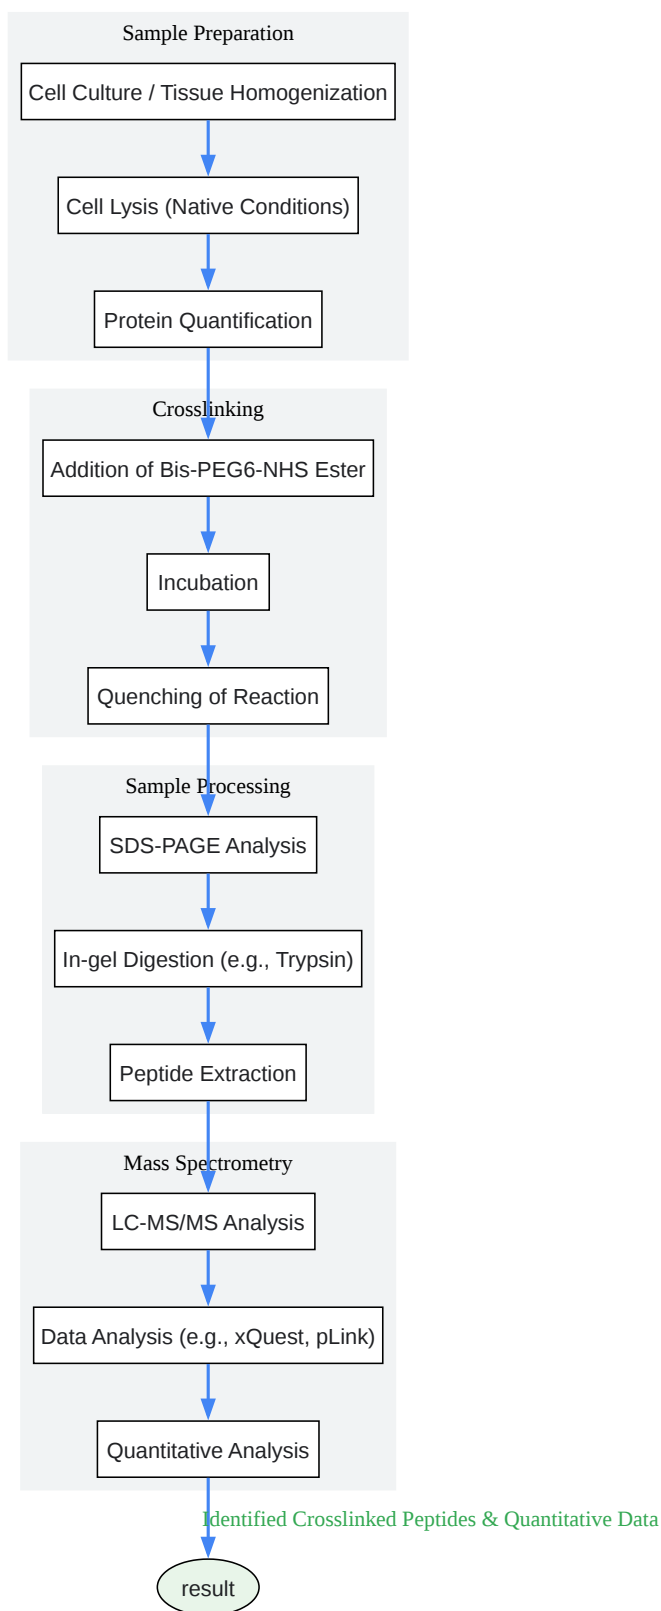 Sample Preparation
Cell Culture / Tissue Homogenization
Cell Lysis (Native Conditions)
Protein Quantification
Crosslinking
Addition of Bis-PEG6-NHS Ester
Incubation
Quenching of Reaction
Sample Processing
SDS-PAGE Analysis
In-gel Digestion (e.g., Trypsin)
Peptide Extraction
Mass Spectrometry
LC-MS/MS Analysis
Data Analysis (e.g., xQuest, pLink)
Quantitative Analysis
Identified Crosslinked Peptides & Quantitative Data
result